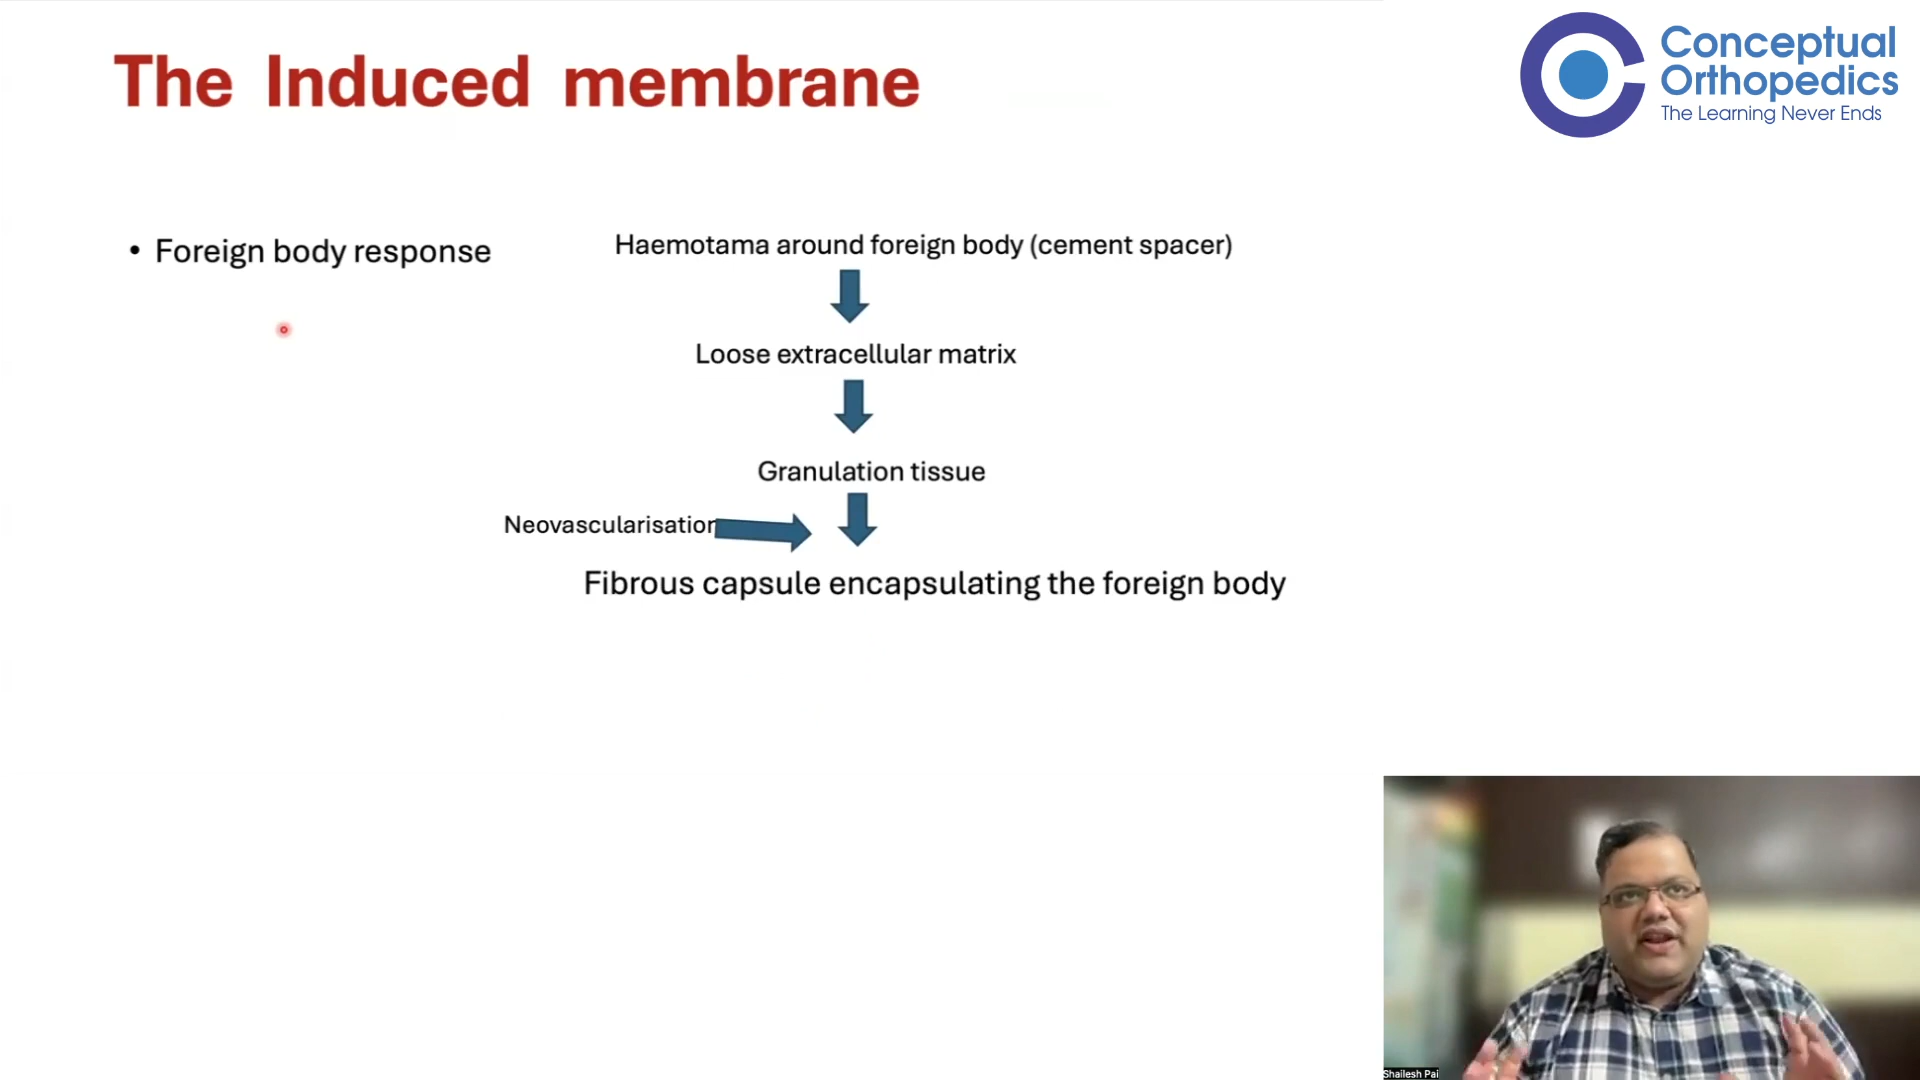 The Induced membrane
Conceptual
Orthopedics
The Learning Never Ends
• Foreign body response
Haemotama around foreign body (cement spacer)
Loose extracellular matrix
Granulation tissue
Neovascularisation
Fibrous capsule encapsulating the foreign body
Shailesh Pai